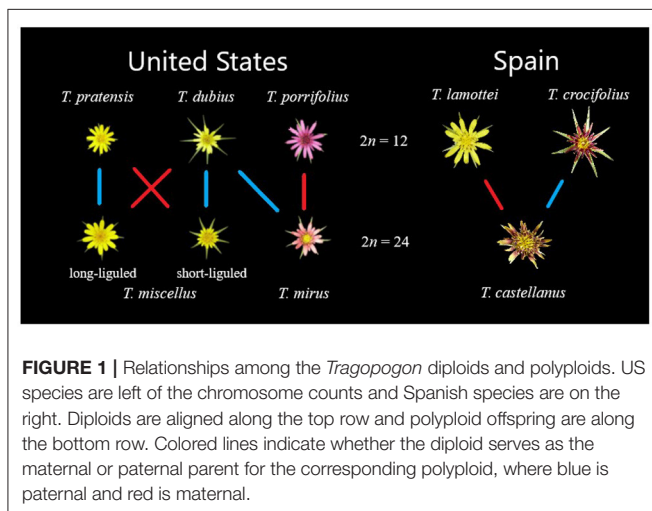 United States Spain
T. pratensis T. dubius T. porrifolius T. lamottei T. crocifolius
2n = 12
2n = 24
long-liguled short-liguled
T. miscellus T. mirus T. castellanus
FIGURE 1 | Relationships among the Tragopogon diploids and polyploids. US
species are left of the chromosome counts and Spanish species are on the
right. Diploids are aligned along the top row and polyploid offspring are along
the bottom row. Colored lines indicate whether the diploid serves as the
maternal or paternal parent for the corresponding polyploid, where blue is
paternal and red is maternal.